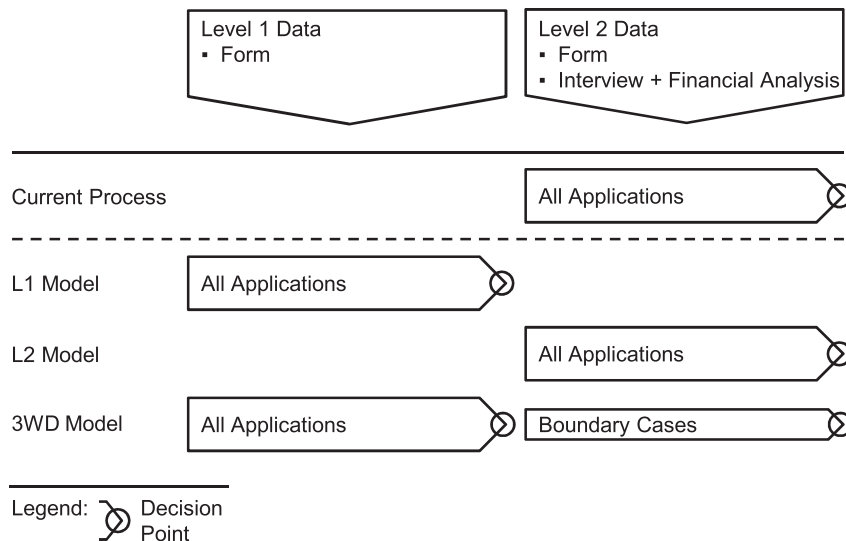 Level 1 Data
▪ Form
Level 2 Data
▪ Form
▪ Interview + Financial Analysis
Current Process
All Applications
L1 Model
All Applications
L2 Model
All Applications
3WD Model
All Applications
Boundary Cases
Legend:
Decision
Point